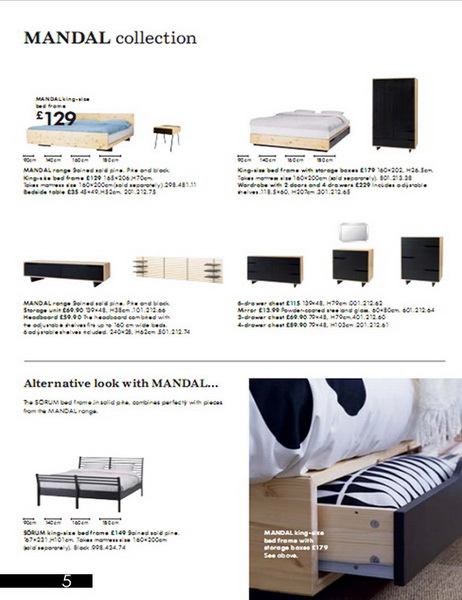 MANDAL collection
MANDAL king-size
bed frame
£129
90cm 140cm 160cm 180cm
90cm 140cm 160cm 180cm
MANDAL range Stained solid pine. Pine and black.
King-size bed frame £129 165×206, H70cm.
Takes mattress size 160×200cm (sold separately). 298.481.11
Bedside table £35 45×49, H52cm. 201.212.75
King-size bed frame with storage boxes £179 160×202, H26.5cm.
Takes mattress size 160×200cm (sold separately). 801.213.38
Wardrobe with 2 doors and 4 drawers £229 Includes adjustable
shelves. 118.5×60, H207cm. 301.212.65
MANDAL range Stained solid pine. Pine and black.
Storage unit £69.90 139×48, H38cm. 101.212.66
Headboard £59.90 The headboard combined with
the adjustable shelves fits up to 160 cm wide beds.
6 adjustable shelves included. 240×28, H62cm. 501.212.74
6-drawer chest £115 139×48, H79cm. 001.212.62
Mirror £13.99 Powder-coated steel and glass. 60×80cm. 601.212.64
3-drawer chest £69.90 79×48, H79cm. 401.212.60
4-drawer chest £89.90 79×48, H103cm. 201.212.61
Alternative look with MANDAL...
The SÖRUM bed frame in solid pine, combines perfectly with pieces
from the MANDAL range.
90cm 140cm 160cm 180cm
SÖRUM king-size bed frame £149 Stained solid pine.
167×221, H101cm. Takes mattress size 160×200cm
(sold separately). Black 998.434.74
MANDAL king-size
bed frame with
storage boxes £179
See above.
5